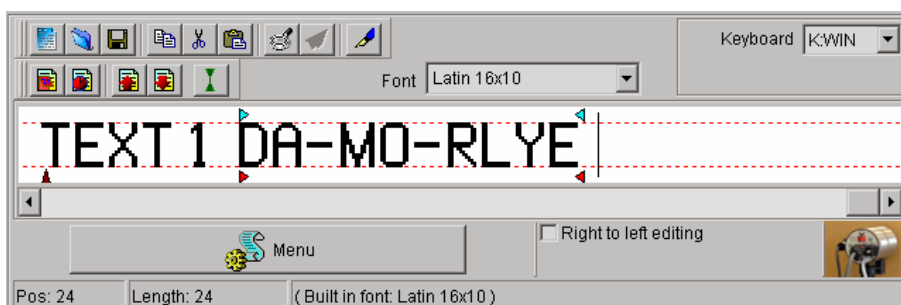 Keyboard K:WIN
Font Latin 16x10
TEXT 1 DA-MO-RLYE
Menu
Right to left editing
Pos: 24 Length: 24 ( Built in font: Latin 16x10 )